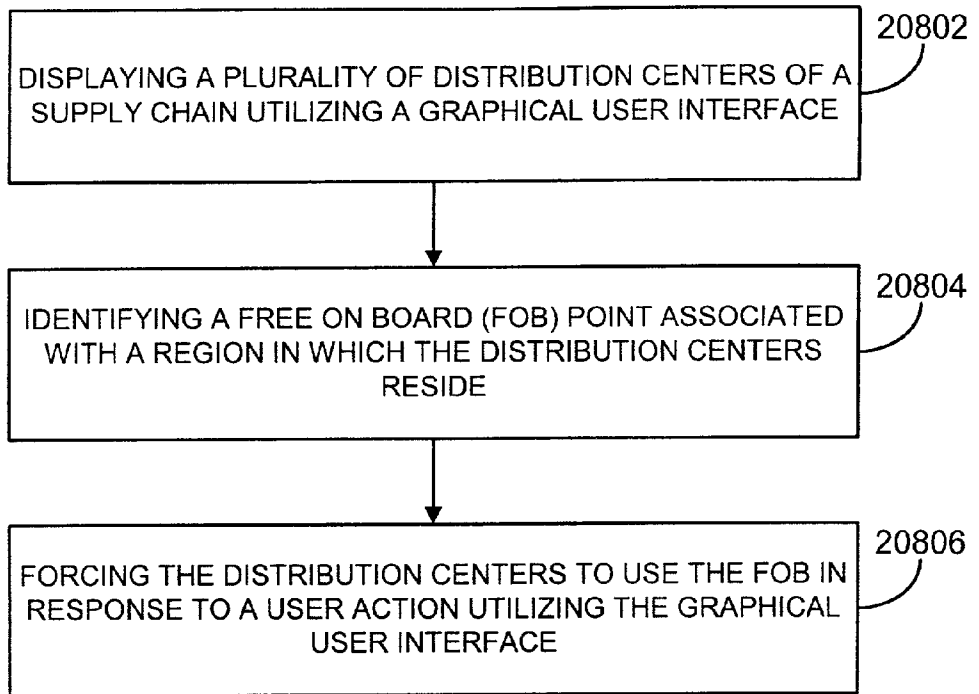 20802
DISPLAYING A PLURALITY OF DISTRIBUTION CENTERS OF A
SUPPLY CHAIN UTILIZING A GRAPHICAL USER INTERFACE
20804
IDENTIFYING A FREE ON BOARD (FOB) POINT ASSOCIATED
WITH A REGION IN WHICH THE DISTRIBUTION CENTERS
RESIDE
20806
FORCING THE DISTRIBUTION CENTERS TO USE THE FOB IN
RESPONSE TO A USER ACTION UTILIZING THE GRAPHICAL
USER INTERFACE